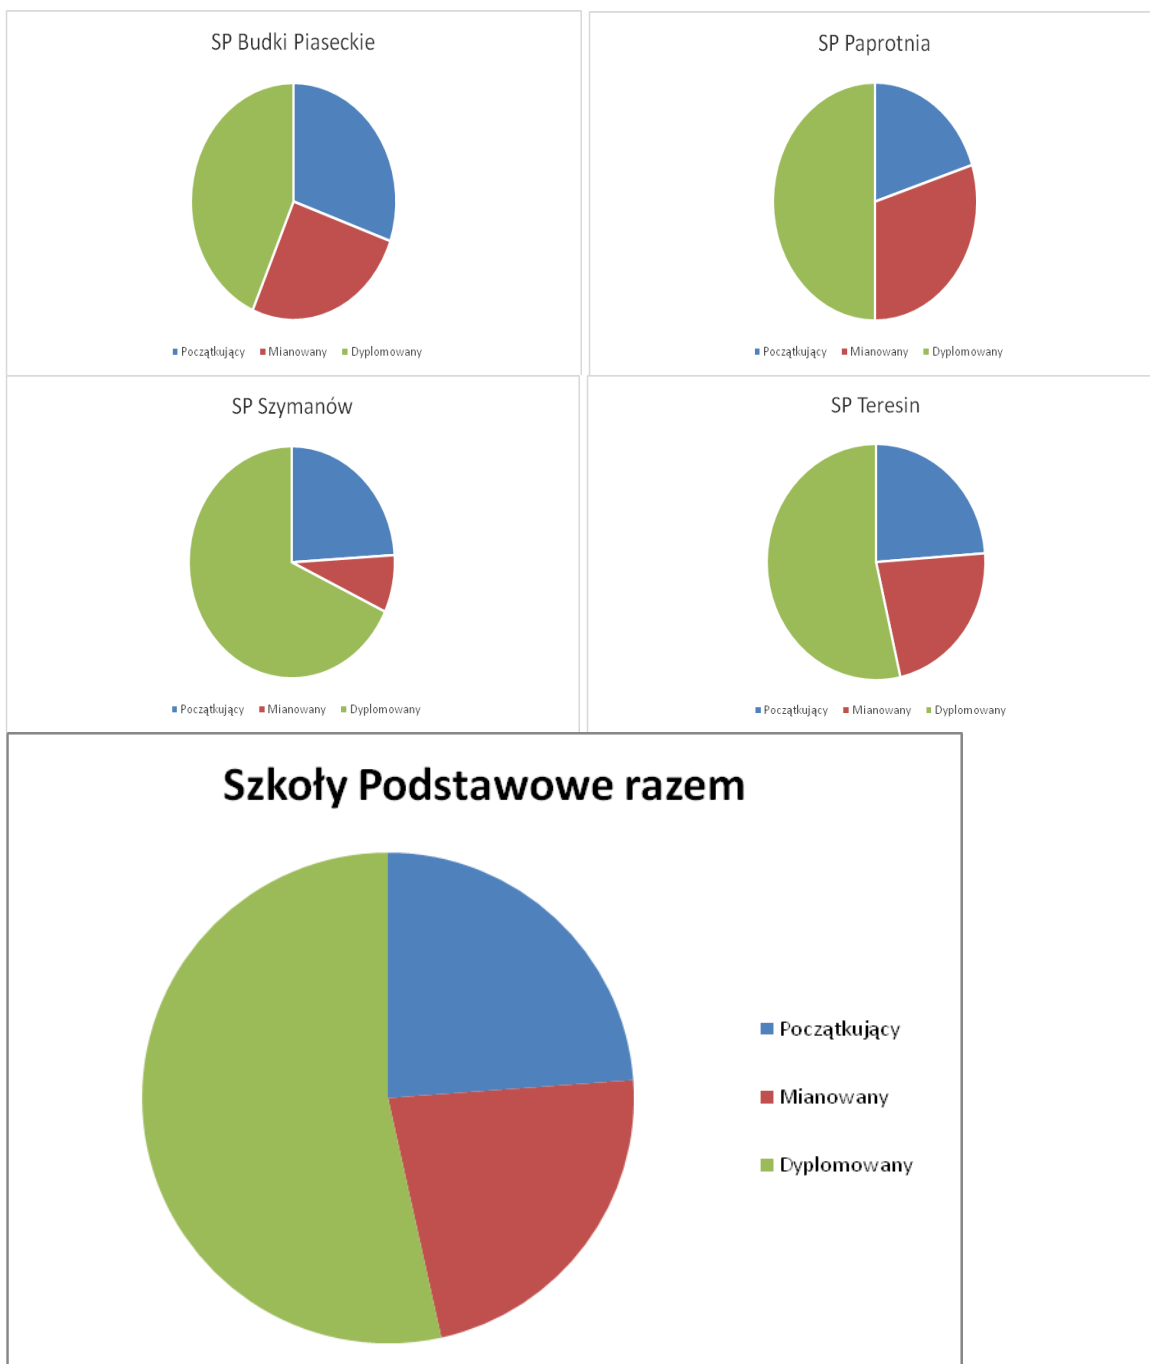 SP Budki Piaseckie
Początkujący Mianowany Dyplomowany
SP Paprotnia
Początkujący Mianowany Dyplomowany
SP Szymanów
Początkujący Mianowany Dyplomowany
SP Teresin
Początkujący Mianowany Dyplomowany
Szkoły Podstawowe razem
Początkujący
Mianowany
Dyplomowany